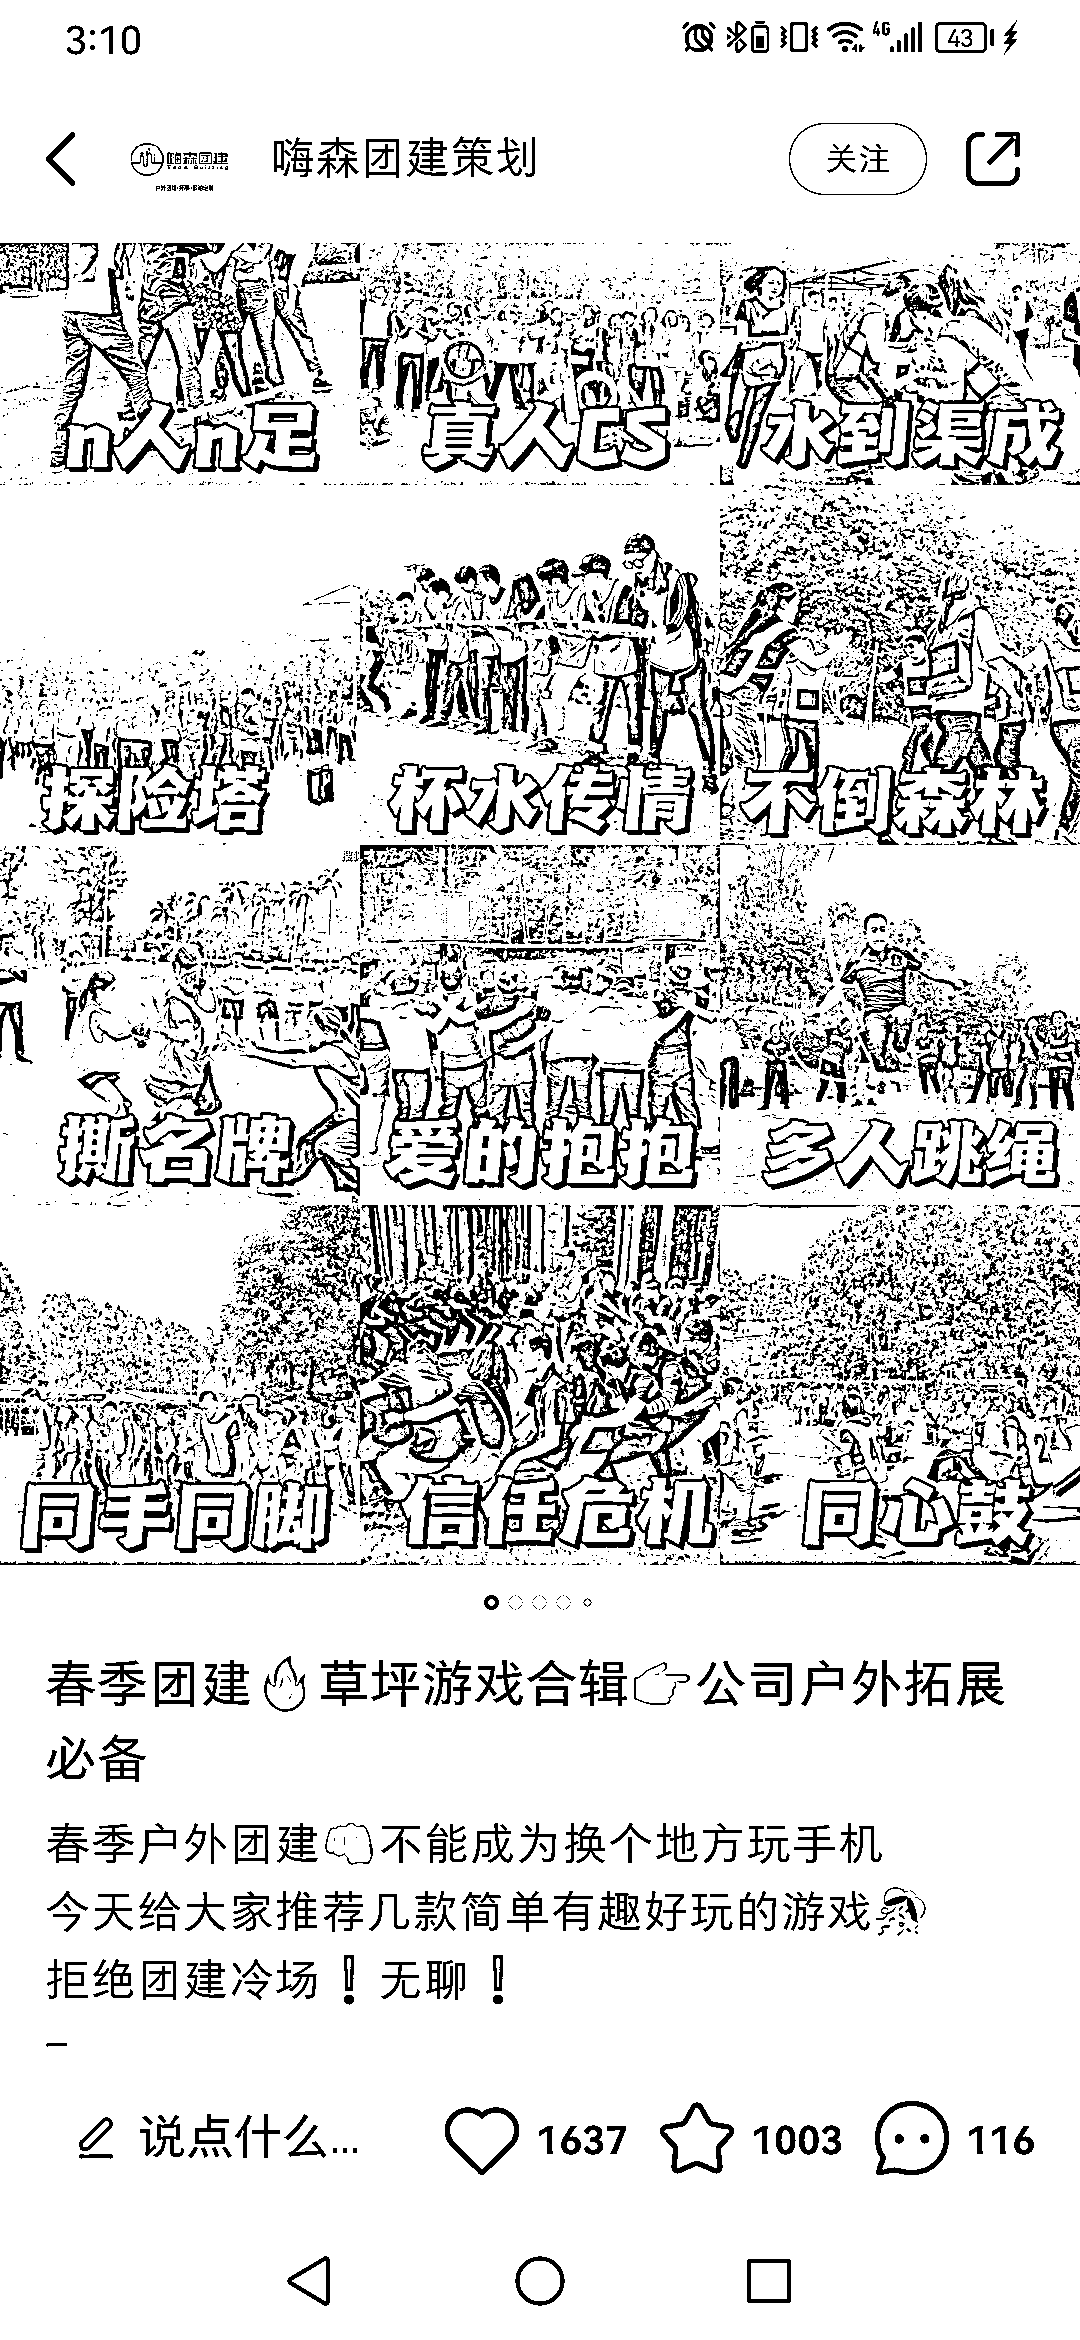 3:10
4G
43
嗨森团建
嗨森团建策划
关注
n人n足
真人CS
水到渠成
探险塔
杯水传情
不倒森林
撕名牌
爱的抱抱
多人跳绳
同手同脚
信任危机
同心鼓
春季团建🔥草坪游戏合辑👉公司户外拓展
必备
春季户外团建👊不能成为换个地方玩手机
今天给大家推荐几款简单有趣好玩的游戏
拒绝团建冷场❗无聊❗
–
说点什么...
1637
1003
116